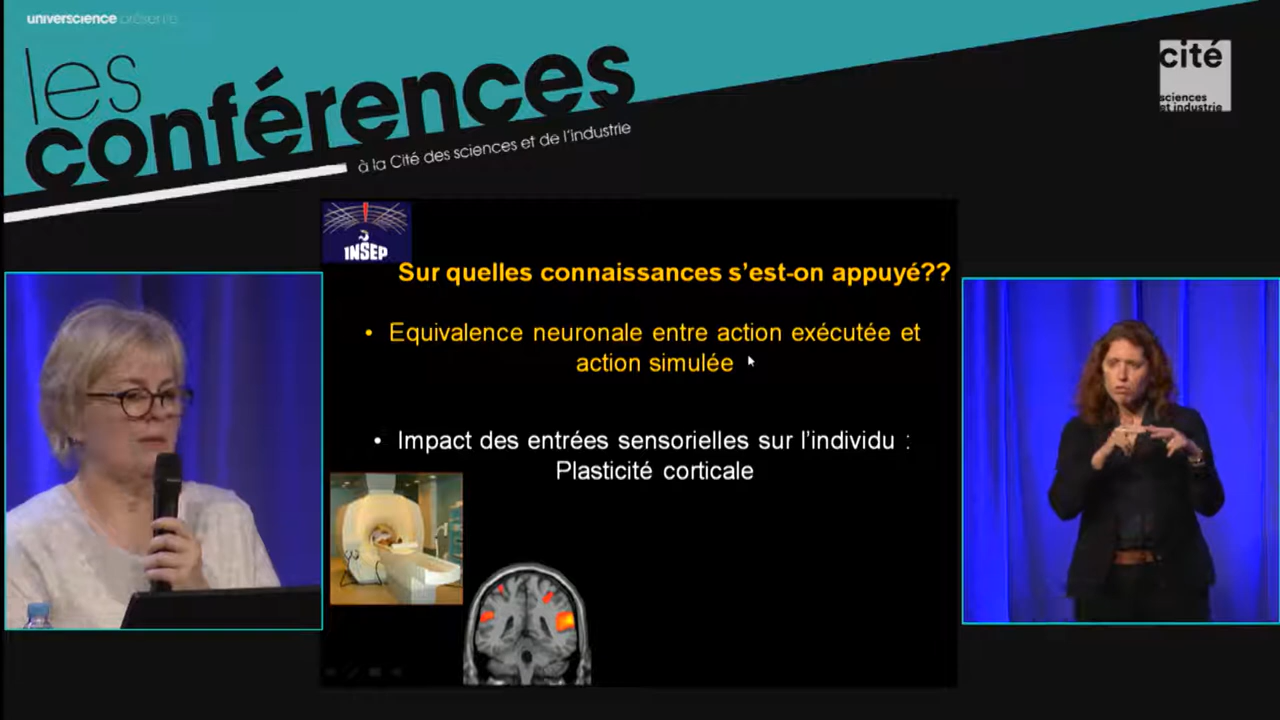 universcience présente
les
conférences
à la Cité des sciences et de l'industrie
cité
sciences
et industrie
INSEP
Sur quelles connaissances s'est-on appuyé??
• Equivalence neuronale entre action exécutée et
action simulée
• Impact des entrées sensorielles sur l'individu :
Plasticité corticale